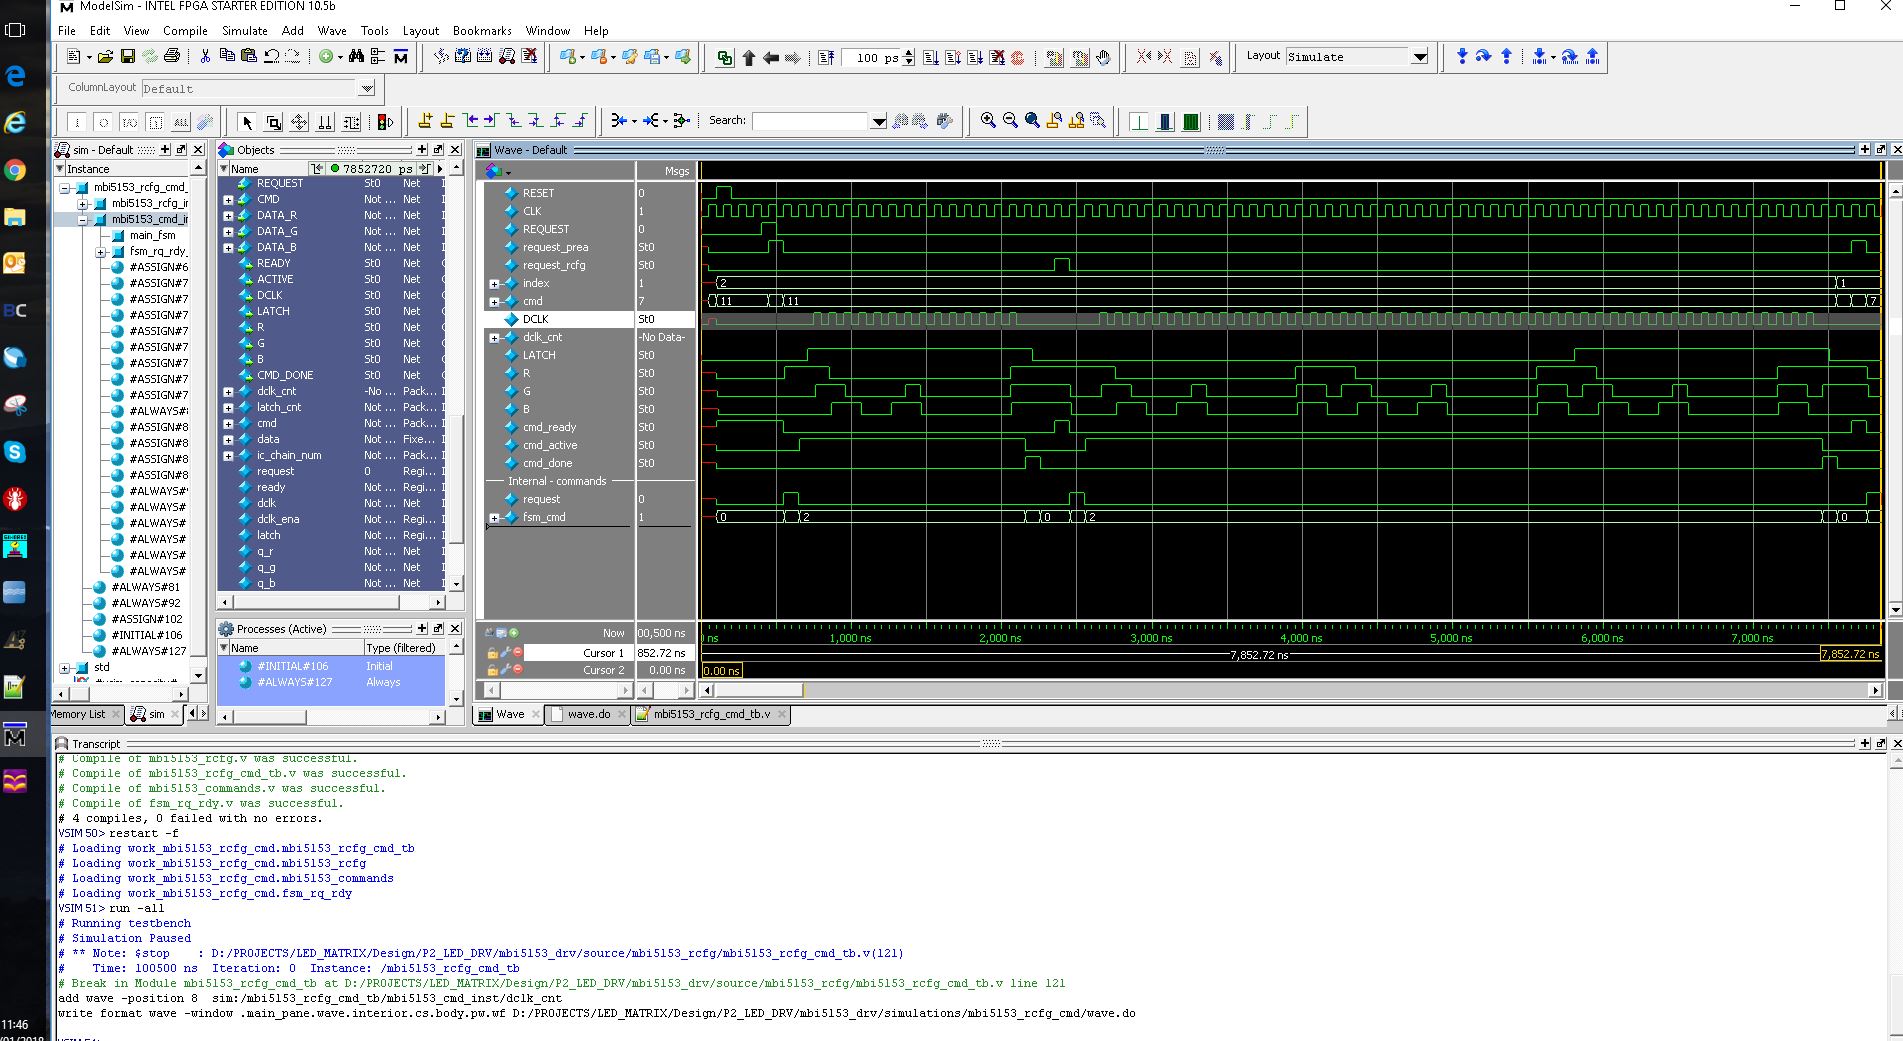 ModelSim - INTEL FPGA STARTER EDITION 10.5b
File Edit View Compile Simulate Add Wave Tools Layout Bookmarks Window Help
100 ps
Layout Simulate
ColumnLayout Default
Search:
sim - Default
Instance
mbi5153_rcfg_cmd_
mbi5153_rcfg_ir
mbi5153_cmd_ir
main_fsm
fsm_rq_rdy_
#ASSIGN#6
#ASSIGN#7
#ASSIGN#7
#ASSIGN#7
#ASSIGN#7
#ASSIGN#7
#ASSIGN#7
#ASSIGN#7
#ASSIGN#7
#ALWAYS#
#ASSIGN#8
#ASSIGN#8
#ASSIGN#8
#ASSIGN#8
#ALWAYS#
#ALWAYS#
#ALWAYS#
#ALWAYS#
#ALWAYS#
#ALWAYS#
#ALWAYS#81
#ALWAYS#92
#ASSIGN#102
#INITIAL#106
#ALWAYS#127
std
Memory List
sim
Objects
Name 7852720 ps
REQUEST St0 Net
CMD Not ... Net
DATA_R Not ... Net
DATA_G Not ... Net
DATA_B Not ... Net
READY St0 Net
ACTIVE St0 Net
DCLK St0 Net
LATCH St0 Net
R St0 Net
G St0 Net
B St0 Net
CMD_DONE St0 Net
dclk_cnt -No ... Pack...
latch_cnt Not ... Pack...
cmd Not ... Pack...
data Not ... Fixe...
ic_chain_num Not ... Pack...
request 0 Regi...
ready Not ... Regi...
dclk Not ... Net
dclk_ena Not ... Regi...
latch Not ... Regi...
q_r Not ... Net
q_g Not ... Net
q_b Not ... Net
Processes (Active)
Name Type (filtered)
#INITIAL#106 Initial
#ALWAYS#127 Always
Wave - Default
Msgs
RESET 0
CLK 1
REQUEST 0
request_prea St0
request_rcfg St0
index 1 2 1
cmd 7 11 11 7
DCLK St0
dclk_cnt -No Data-
LATCH St0
R St0
G St0
B St0
cmd_ready St0
cmd_active St0
cmd_done St0
Internal - commands
request 0
fsm_cmd 1 0 2 0 2 0
Now 00,500 ns
Cursor 1 852.72 ns
Cursor 2 0.00 ns
ns 1,000 ns 2,000 ns 3,000 ns 4,000 ns 5,000 ns 6,000 ns 7,000 ns
7,852.72 ns 7,852.72 ns
0.00 ns
Wave
wave.do
mbi5153_rcfg_cmd_tb.v
Transcript
# Compile of mbi5153_rcfg.v was successful.
# Compile of mbi5153_rcfg_cmd_tb.v was successful.
# Compile of mbi5153_commands.v was successful.
# Compile of fsm_rq_rdy.v was successful.
# 4 compiles, 0 failed with no errors.
VSIM 50> restart -f
# Loading work_mbi5153_rcfg_cmd.mbi5153_rcfg_cmd_tb
# Loading work_mbi5153_rcfg_cmd.mbi5153_rcfg
# Loading work_mbi5153_rcfg_cmd.mbi5153_commands
# Loading work_mbi5153_rcfg_cmd.fsm_rq_rdy
VSIM 51> run -all
# Running testbench
# Simulation Paused
# ** Note: $stop : D:/PROJECTS/LED_MATRIX/Design/P2_LED_DRV/mbi5153_drv/source/mbi5153_rcfg/mbi5153_rcfg_cmd_tb.v(121)
# Time: 100500 ns Iteration: 0 Instance: /mbi5153_rcfg_cmd_tb
# Break in Module mbi5153_rcfg_cmd_tb at D:/PROJECTS/LED_MATRIX/Design/P2_LED_DRV/mbi5153_drv/source/mbi5153_rcfg/mbi5153_rcfg_cmd_tb.v line 121
add wave -position 8 sim:/mbi5153_rcfg_cmd_tb/mbi5153_cmd_inst/dclk_cnt
write format wave -window .main_pane.wave.interior.cs.body.pw.wf D:/PROJECTS/LED_MATRIX/Design/P2_LED_DRV/mbi5153_drv/simulations/mbi5153_rcfg_cmd/wave.do
BC
11:46